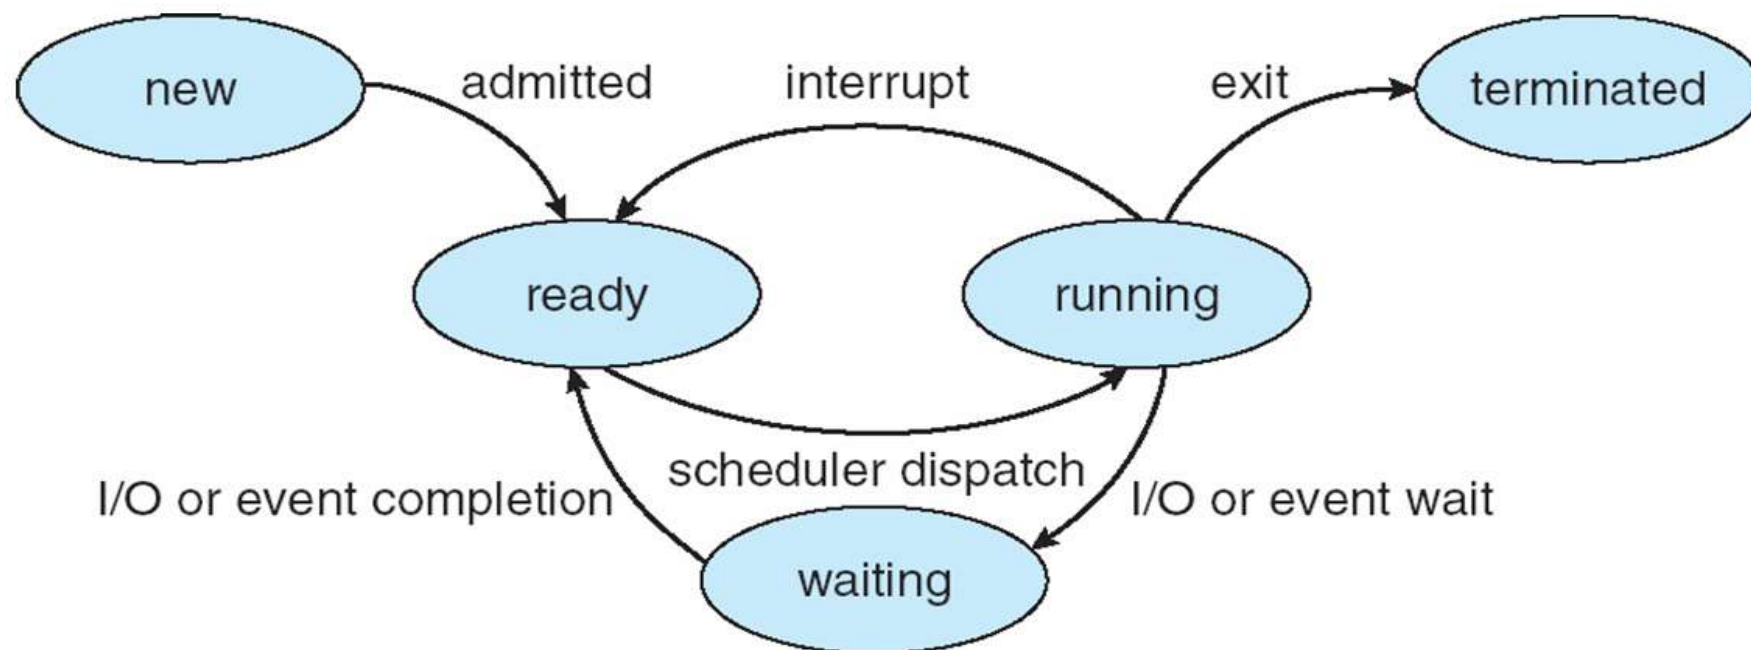 new
admitted
interrupt
exit
terminated
ready
running
scheduler dispatch
I/O or event completion
I/O or event wait
waiting